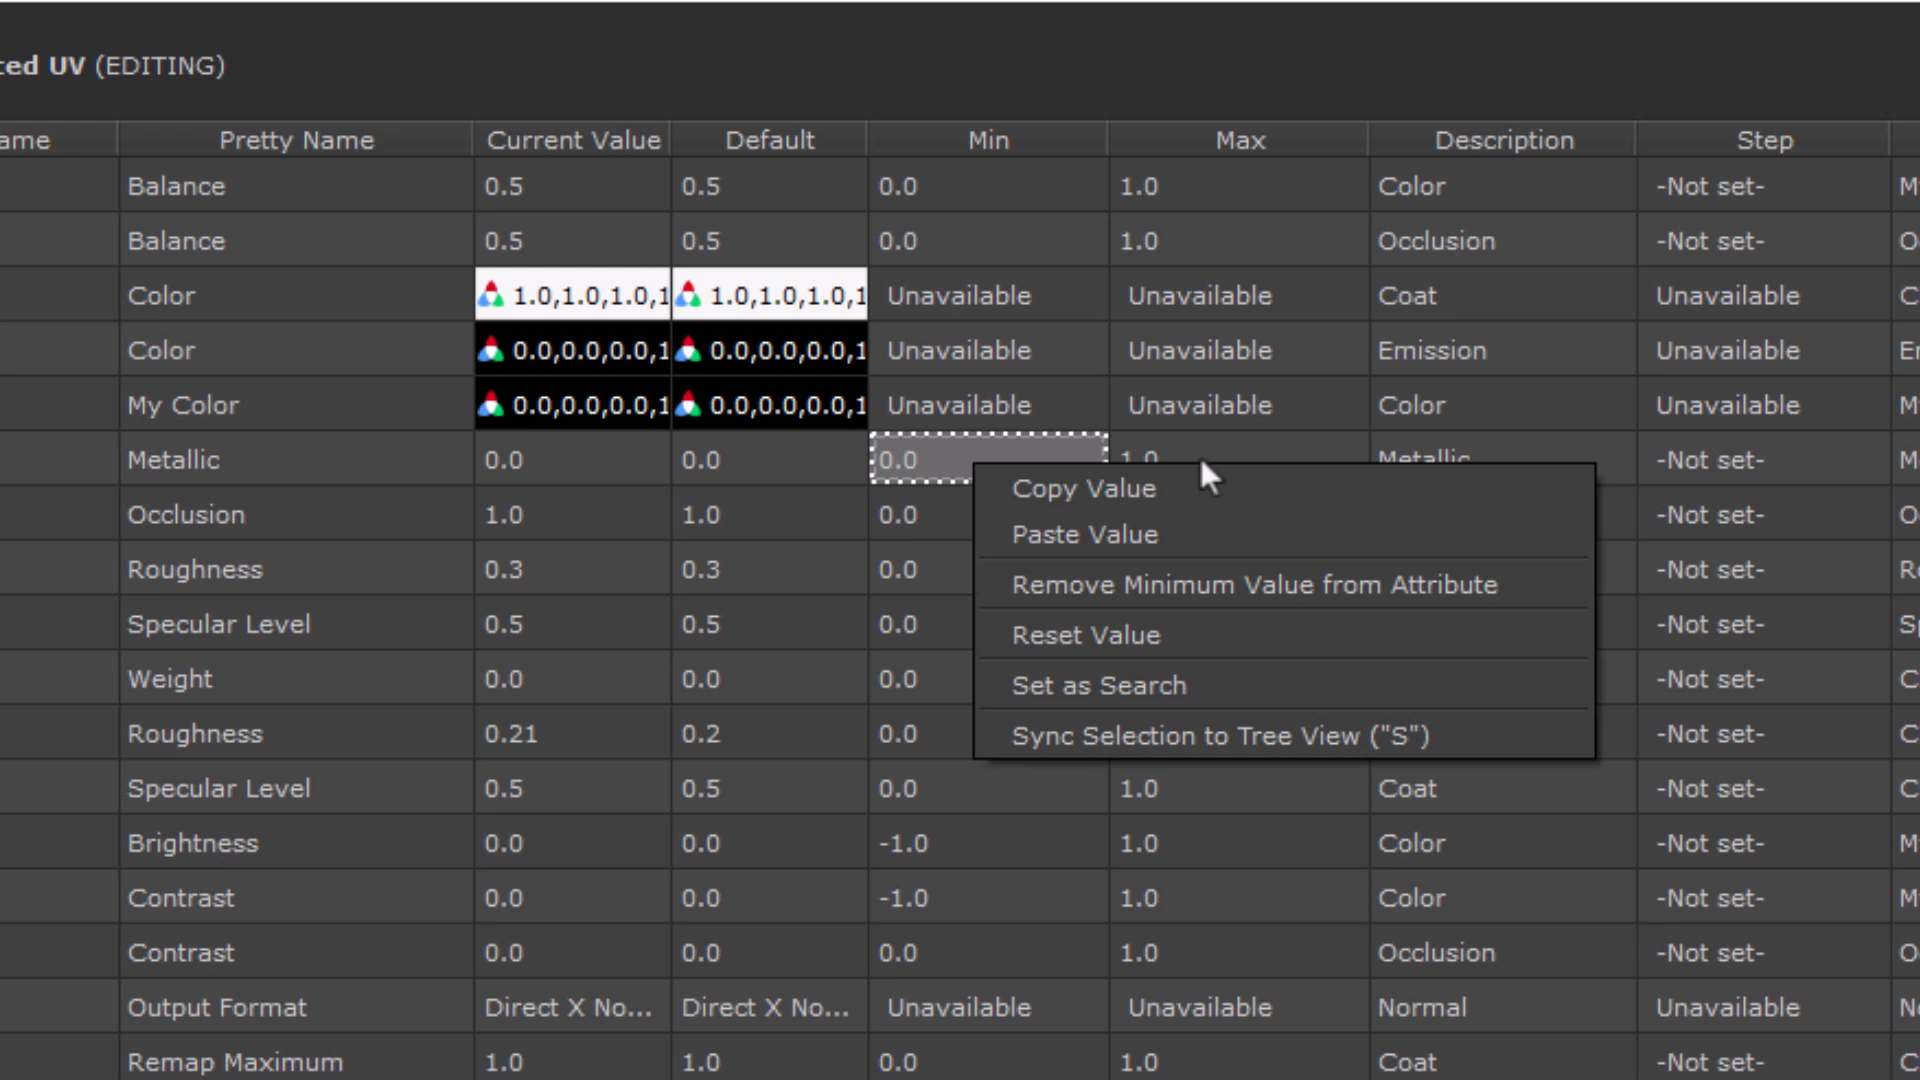 ced UV (EDITING)
ame Pretty Name Current Value Default Min Max Description Step
Balance 0.5 0.5 0.0 1.0 Color -Not set- M
Balance 0.5 0.5 0.0 1.0 Occlusion -Not set- O
Color 1.0,1.0,1.0,1 1.0,1.0,1.0,1 Unavailable Unavailable Coat Unavailable C
Color 0.0,0.0,0.0,1 0.0,0.0,0.0,1 Unavailable Unavailable Emission Unavailable E
My Color 0.0,0.0,0.0,1 0.0,0.0,0.0,1 Unavailable Unavailable Color Unavailable M
Metallic 0.0 0.0 0.0 1.0 Metallic -Not set- M
Copy Value
Occlusion 1.0 1.0 0.0 -Not set- O
Paste Value
Roughness 0.3 0.3 0.0 -Not set- R
Remove Minimum Value from Attribute
Specular Level 0.5 0.5 0.0 -Not set- S
Reset Value
Weight 0.0 0.0 0.0 -Not set- C
Set as Search
Roughness 0.21 0.2 0.0 -Not set- C
Sync Selection to Tree View ("S")
Specular Level 0.5 0.5 0.0 1.0 Coat -Not set- C
Brightness 0.0 0.0 -1.0 1.0 Color -Not set- M
Contrast 0.0 0.0 -1.0 1.0 Color -Not set- M
Contrast 0.0 0.0 0.0 1.0 Occlusion -Not set- O
Output Format Direct X No... Direct X No... Unavailable Unavailable Normal Unavailable N
Remap Maximum 1.0 1.0 0.0 1.0 Coat -Not set- C